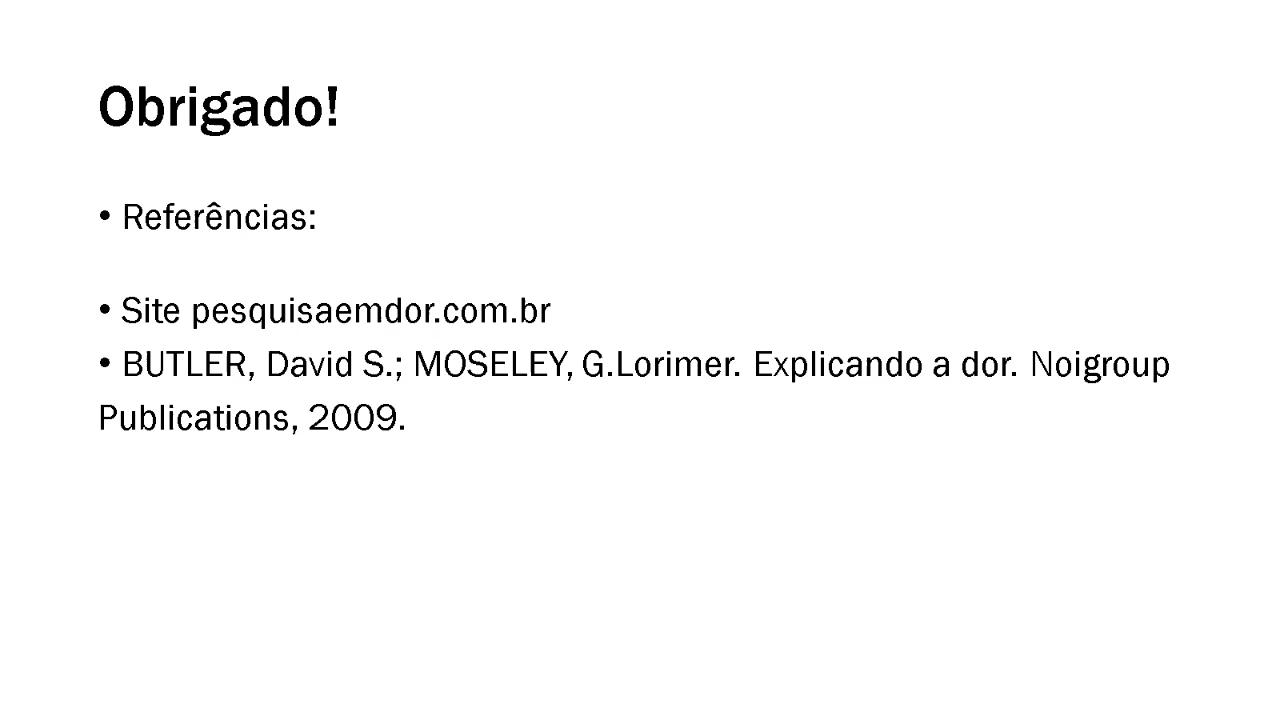 Obrigado!
• Referências:
• Site pesquisaemdor.com.br
• BUTLER, David S.; MOSELEY, G.Lorimer. Explicando a dor. Noigroup
Publications, 2009.